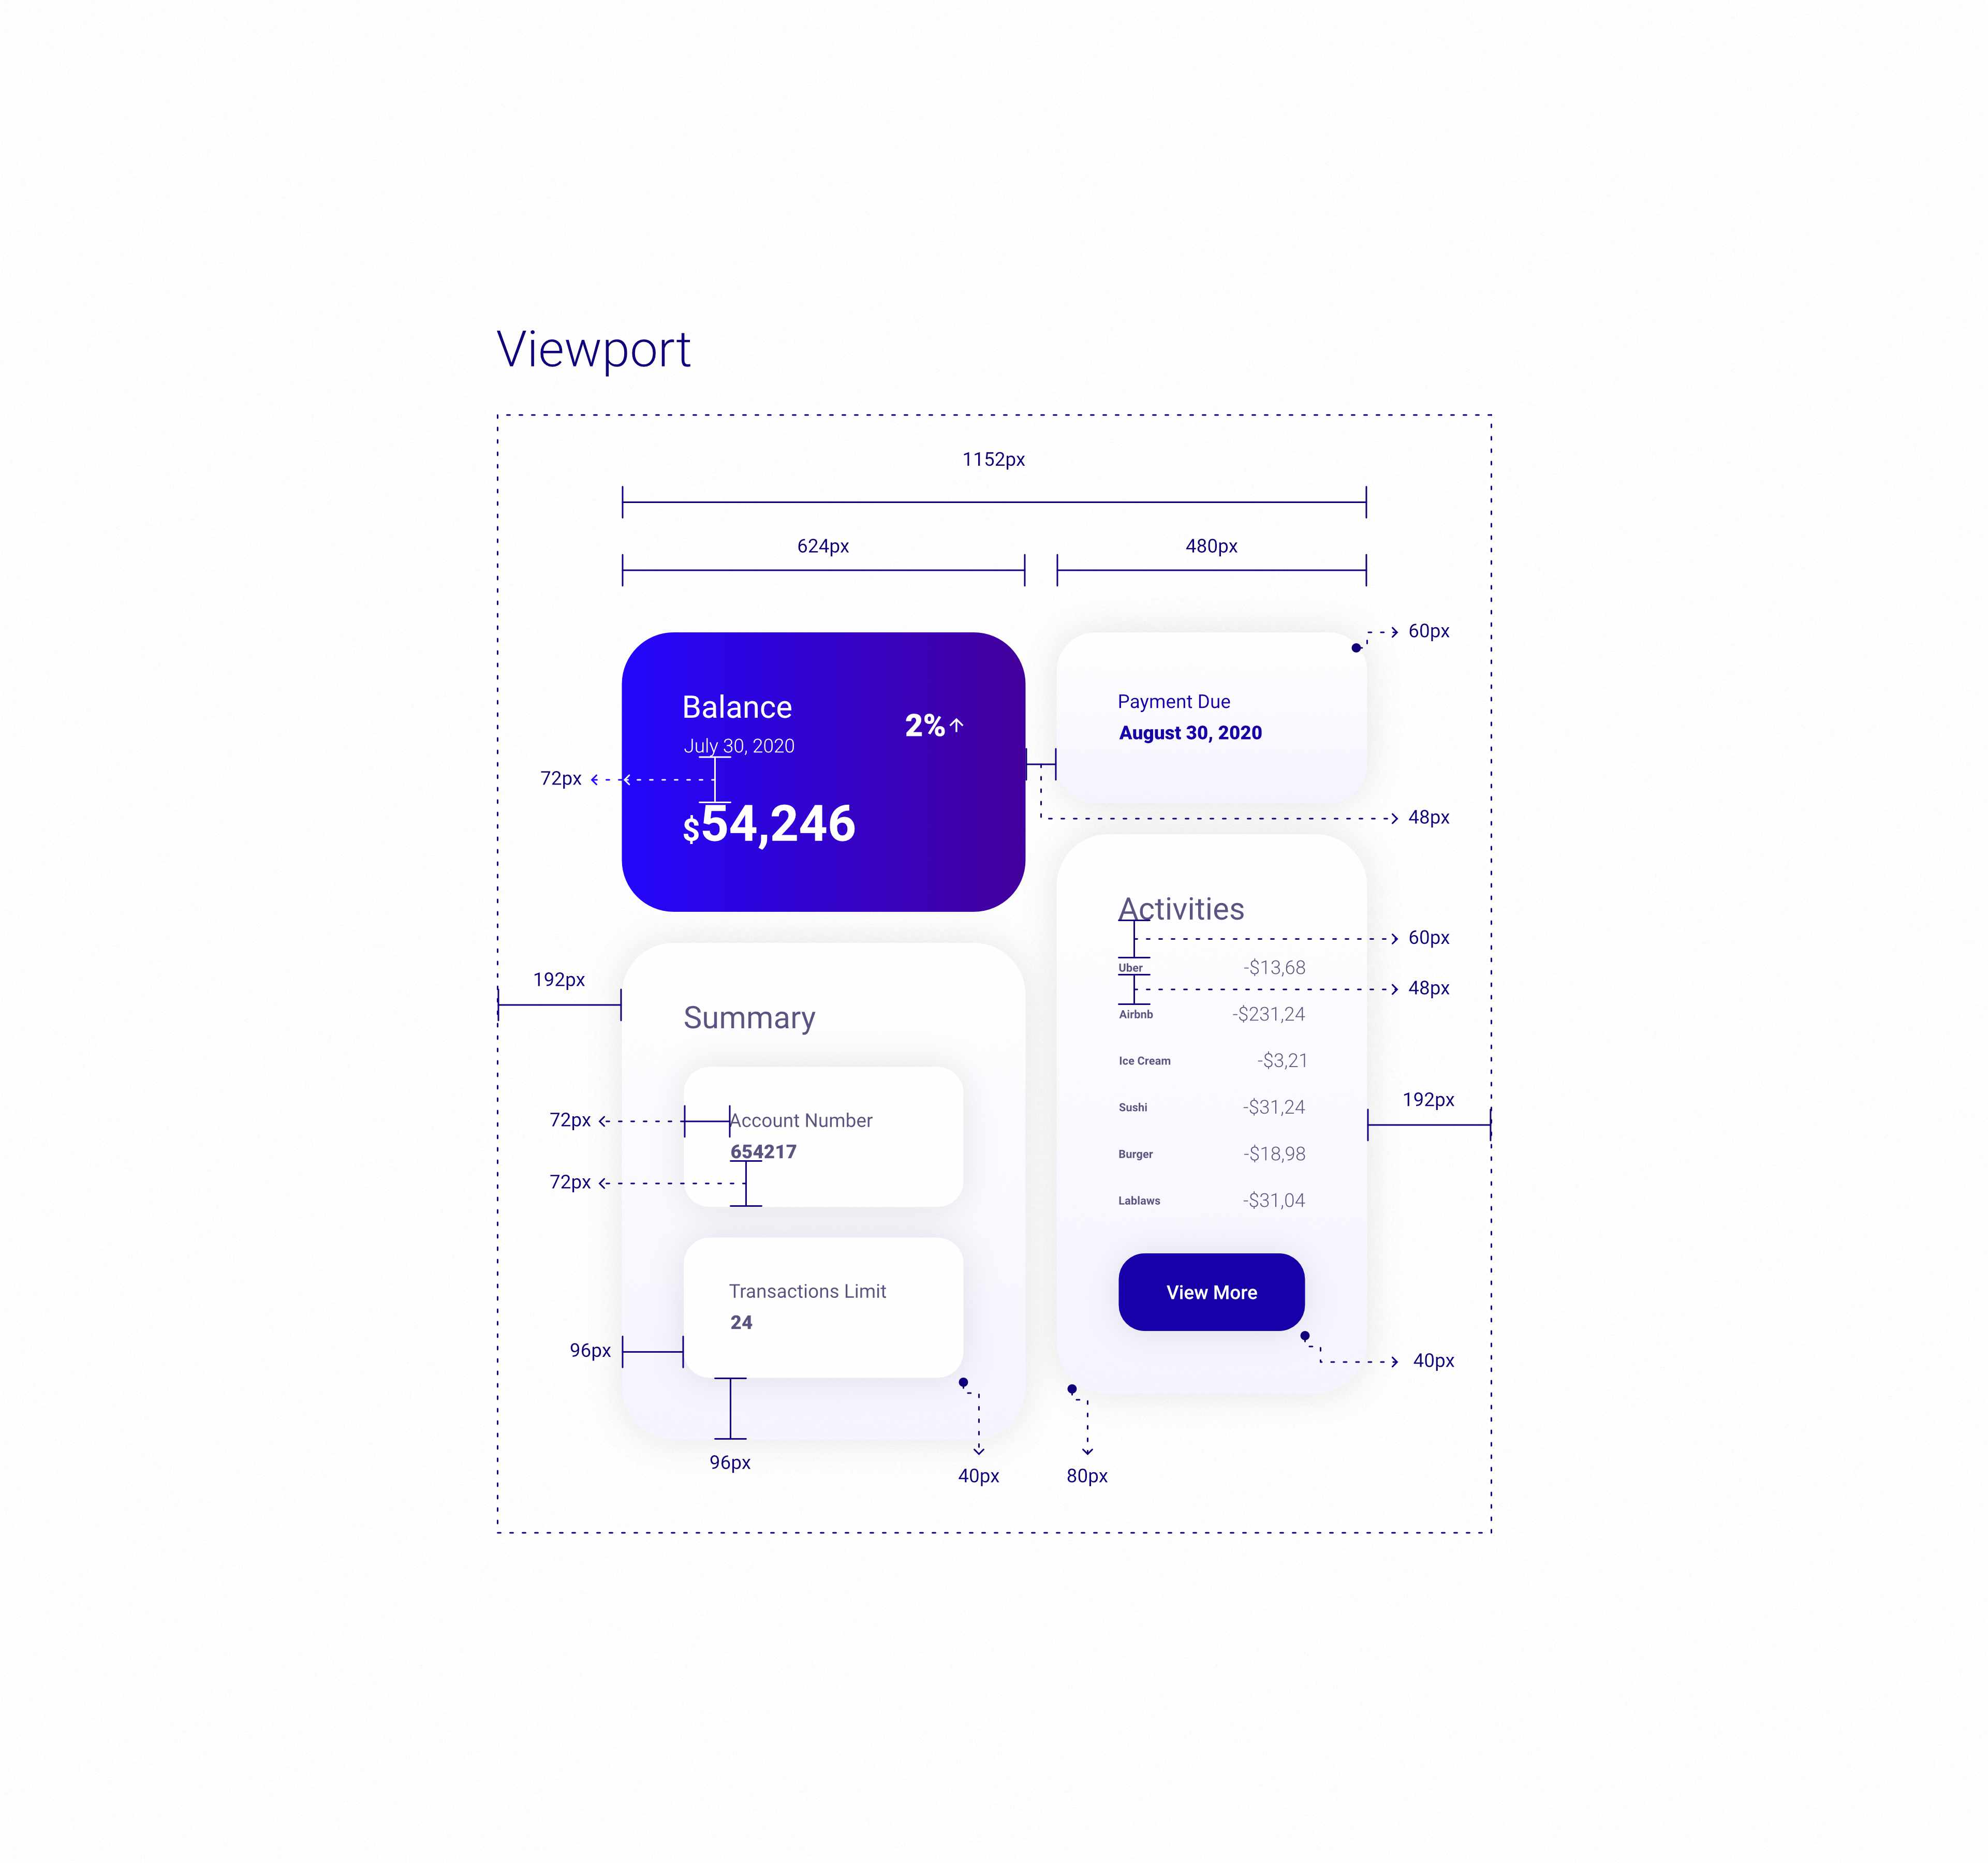 Viewport
1152px
624px
480px
60px
Balance
July 30, 2020
2%↑
72px
$54,246
Payment Due
August 30, 2020
48px
Activities
60px
Uber -$13,68
48px
Airbnb -$231,24
Ice Cream -$3,21
Sushi -$31,24
Burger -$18,98
Lablaws -$31,04
View More
40px
192px
192px
Summary
72px
Account Number
654217
72px
Transactions Limit
24
96px
96px
40px
80px